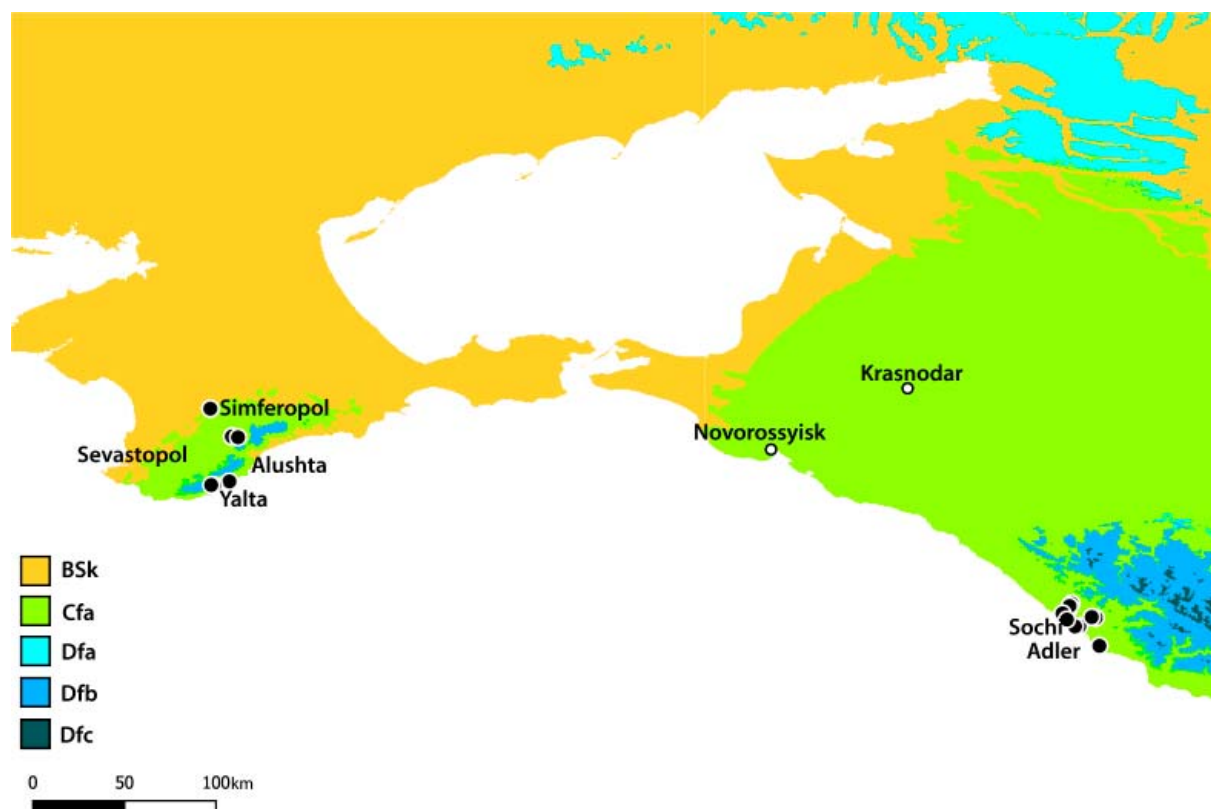 Krasnodar
Simferopol
Novorossyisk
Sevastopol
Alushta
Yalta
BSk
Cfa
Dfa
Dfb
Dfc
Sochi
Adler
0 50 100km